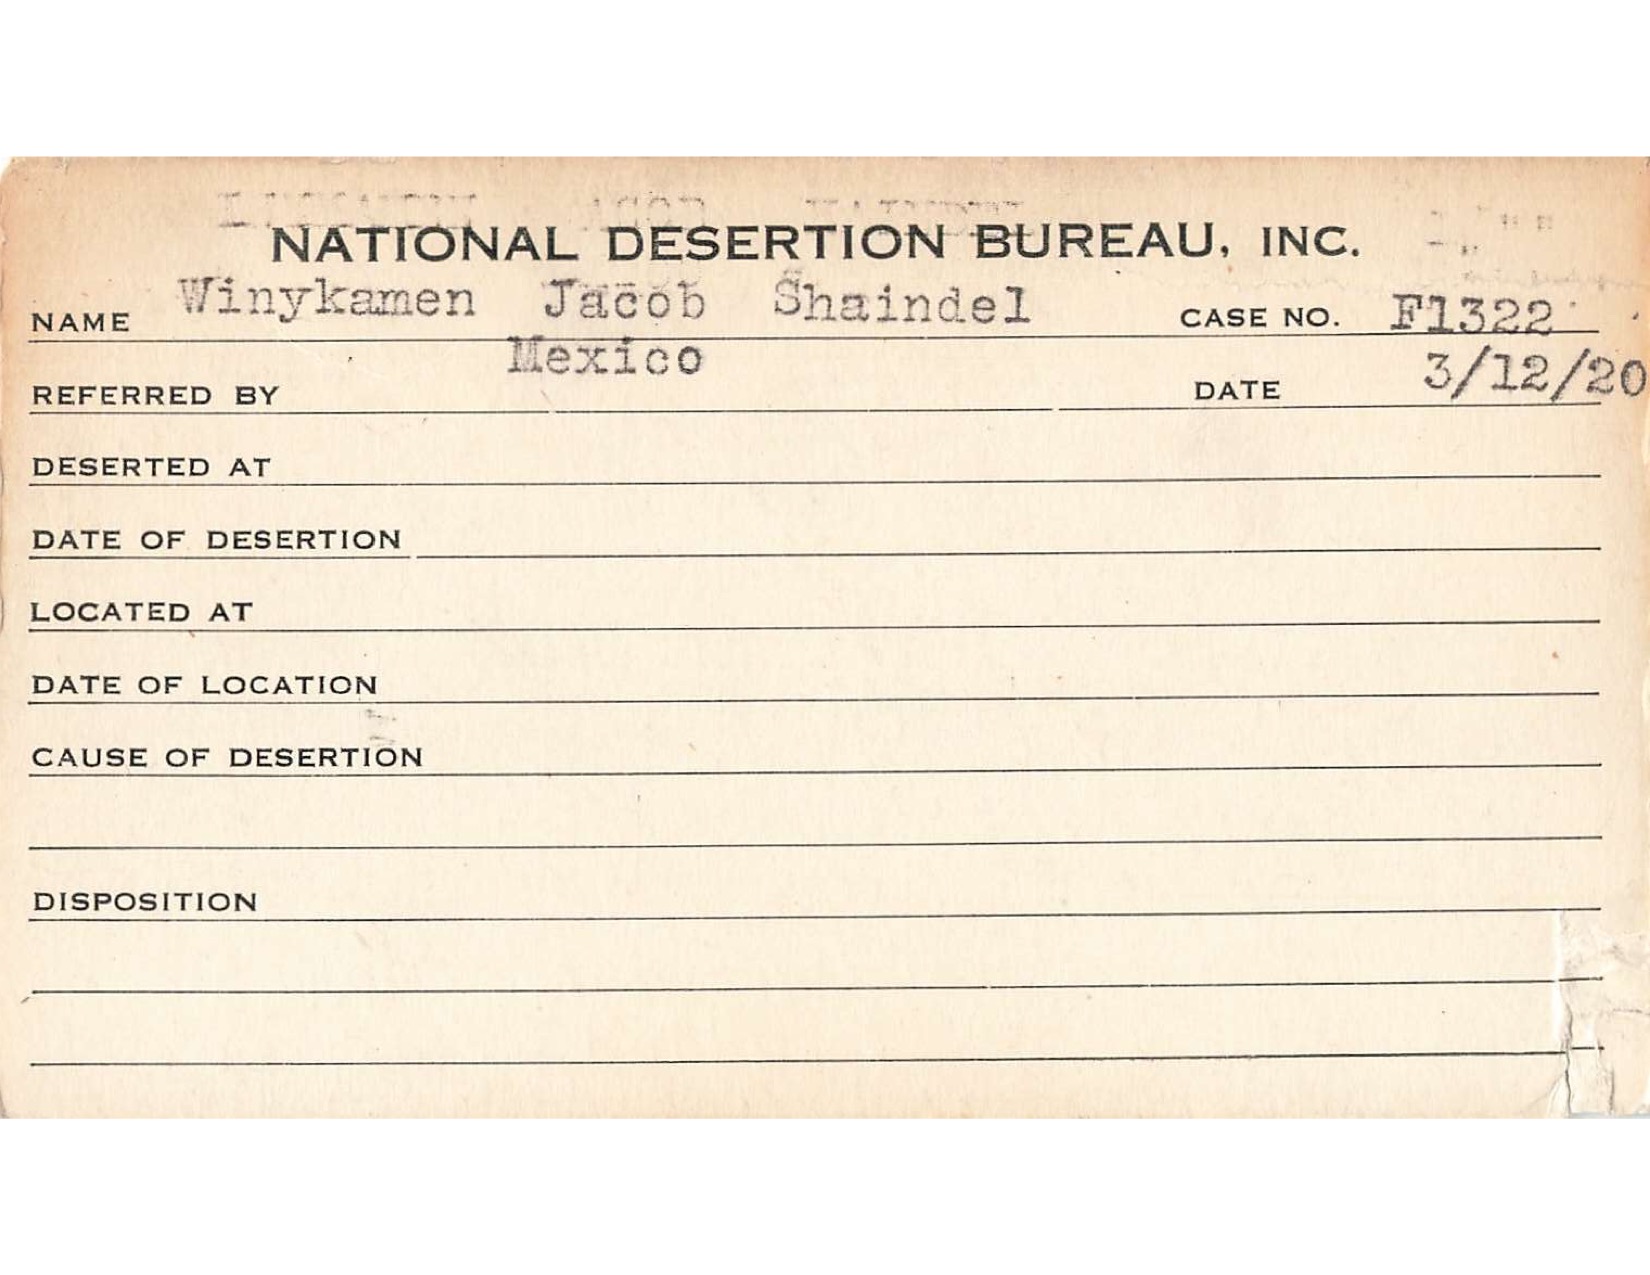 NATIONAL DESERTION BUREAU, INC.
NAME Winykamen Jacob Shaindel CASE NO. F1322
Mexico
REFERRED BY DATE 3/12/20
DESERTED AT
DATE OF DESERTION
LOCATED AT
DATE OF LOCATION
CAUSE OF DESERTION
DISPOSITION